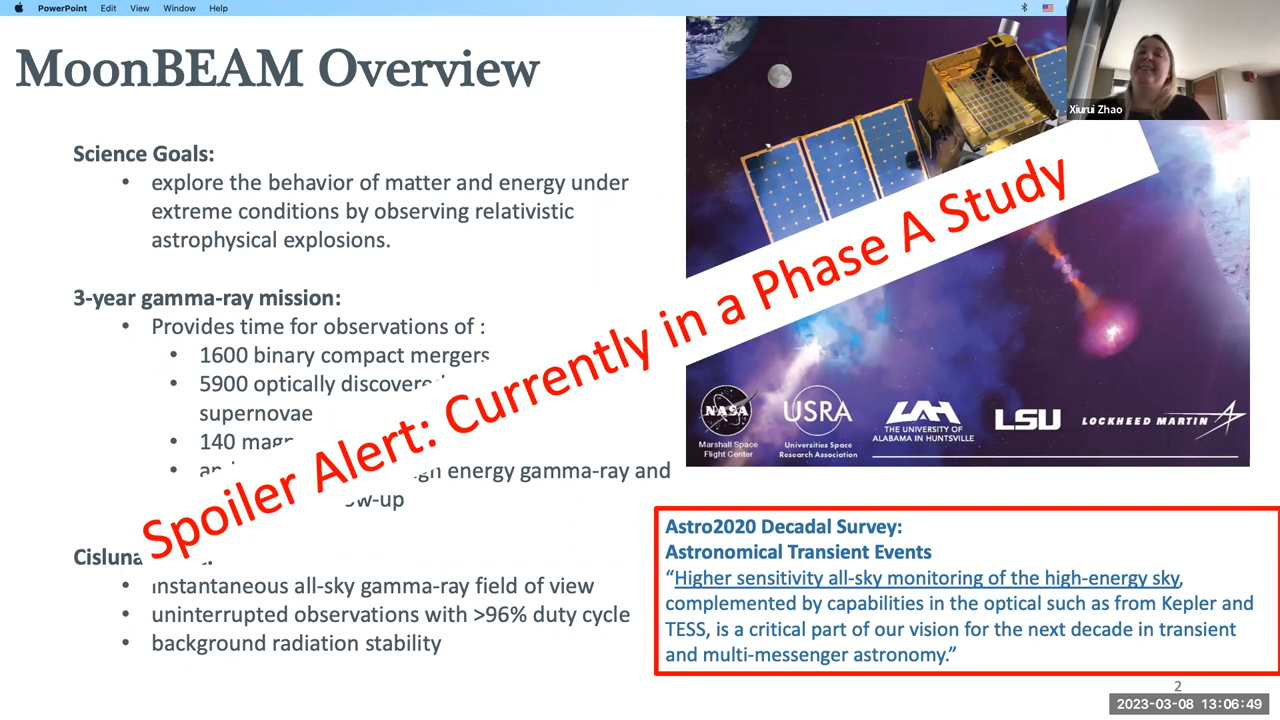 PowerPoint Edit View Window Help
MoonBEAM Overview
Xiurui Zhao
Science Goals:
• explore the behavior of matter and energy under
extreme conditions by observing relativistic
astrophysical explosions.
3-year gamma-ray mission:
• Provides time for observations of :
• 1600 binary compact mergers
• 5900 optically discovered
supernovae
• 140
• energy gamma-ray and
Spoiler Alert: Currently in a Phase A Study
NASA
Marshall Space
Flight Center
USRA
Universities Space
Research Association
UAH
THE UNIVERSITY OF
ALABAMA IN HUNTSVILLE
LSU
LOCKHEED MARTIN
• instantaneous all-sky gamma-ray field of view
• uninterrupted observations with >96% duty cycle
• background radiation stability
Astro2020 Decadal Survey:
Astronomical Transient Events
“Higher sensitivity all-sky monitoring of the high-energy sky,
complemented by capabilities in the optical such as from Kepler and
TESS, is a critical part of our vision for the next decade in transient
and multi-messenger astronomy.”
2
2023-03-08 13:06:49